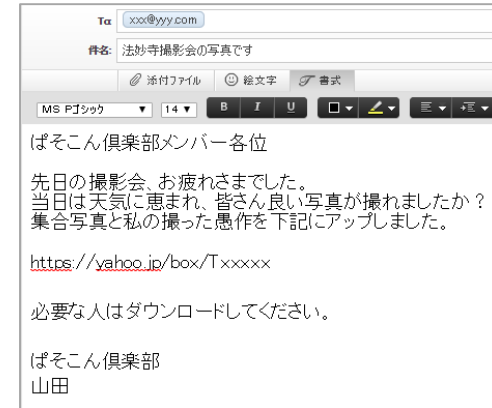 To: xxx@yyy.com
件名: 法妙寺撮影会の写真です
添付ファイル 絵文字 書式
MS Pゴシック 14 B I U
ぱそこん倶楽部メンバー各位
先日の撮影会、お疲れさまでした。
当日は天気に恵まれ、皆さん良い写真が撮れましたか？
集合写真と私の撮った愚作を下記にアップしました。
https://yahoo.jp/box/Txxxxx
必要な人はダウンロードしてください。
ぱそこん倶楽部
山田